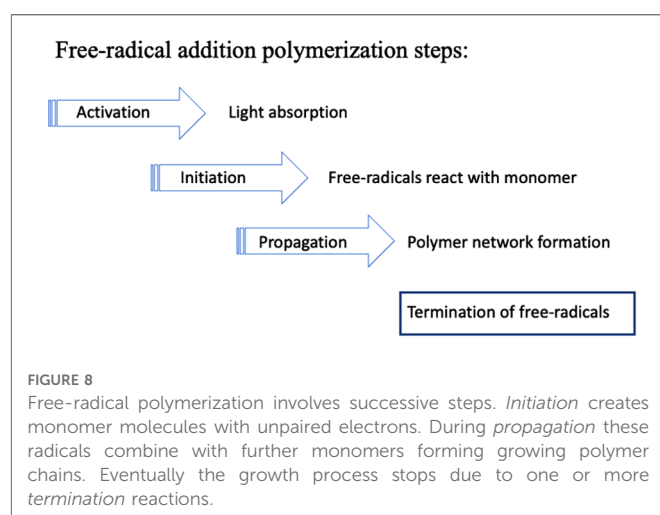 Free-radical addition polymerization steps:
Activation Light absorption
Initiation Free-radicals react with monomer
Propagation Polymer network formation
Termination of free-radicals
FIGURE 8
Free-radical polymerization involves successive steps. Initiation creates
monomer molecules with unpaired electrons. During propagation these
radicals combine with further monomers forming growing polymer
chains. Eventually the growth process stops due to one or more
termination reactions.